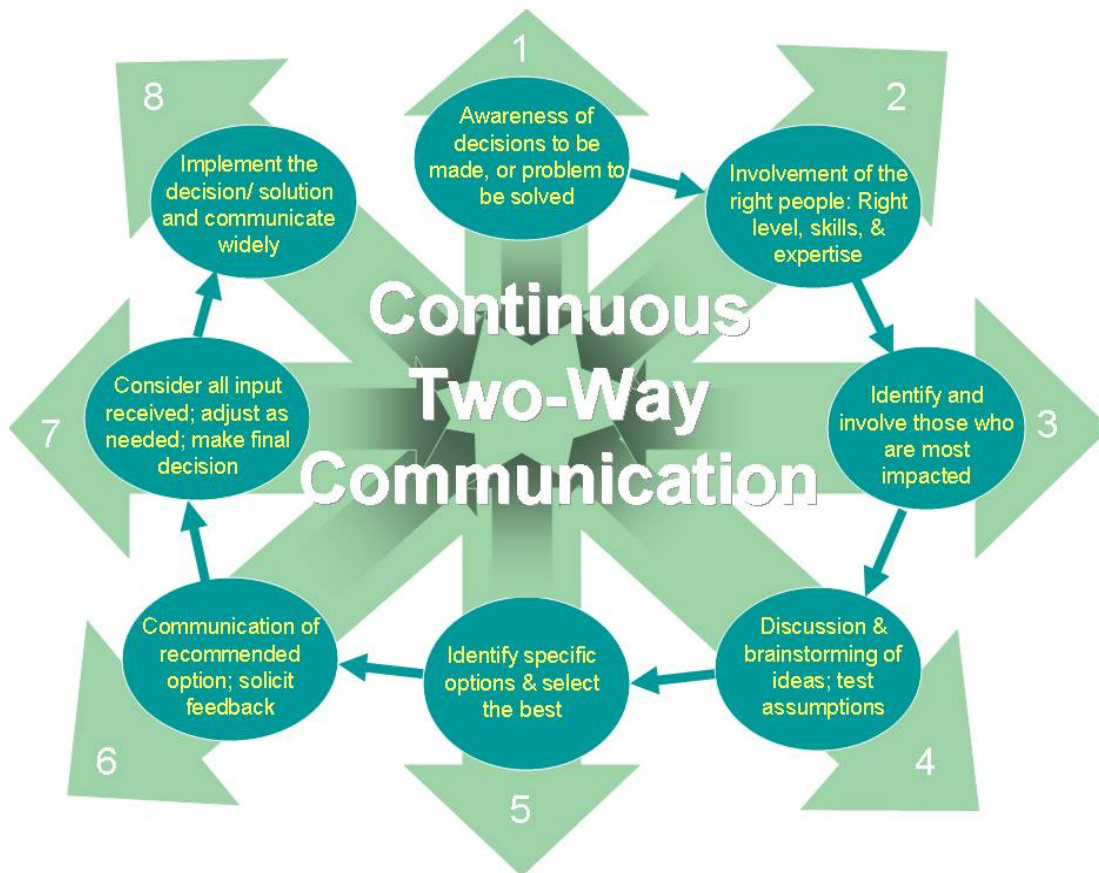 1
Awareness of
decisions to be
made, or problem to
be solved
2
Involvement of the
right people: Right
level, skills, &
expertise
3
Identify and
involve those who
are most
impacted
4
Discussion &
brainstorming of
ideas; test
assumptions
5
Identify specific
options & select
the best
6
Communication of
recommended
option; solicit
feedback
7
Consider all input
received; adjust as
needed; make final
decision
8
Implement the
decision/ solution
and communicate
widely
Continuous
Two-Way
Communication